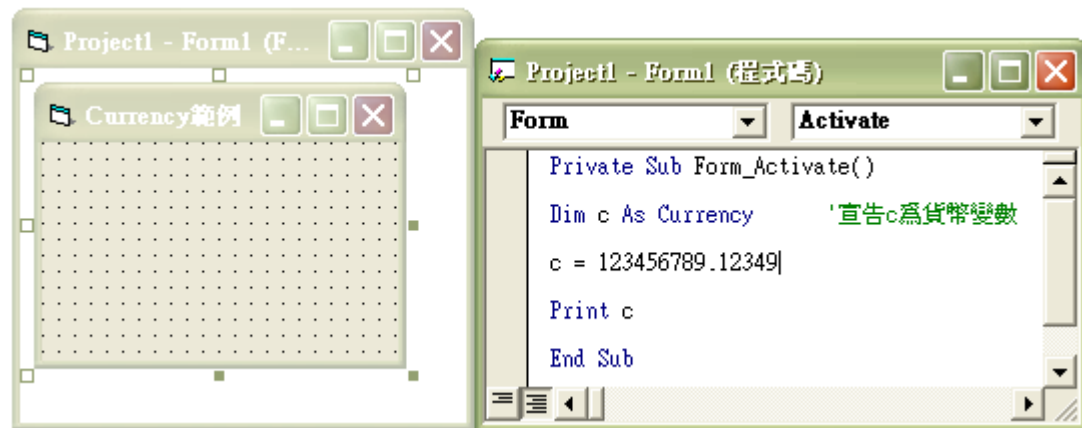 Project1 - Form1 (F...
Currency範例
Project1 - Form1 (程式碼)
Form
Activate
Private Sub Form_Activate()
Dim c As Currency '宣告c為貨幣變數
c = 123456789.12349
Print c
End Sub